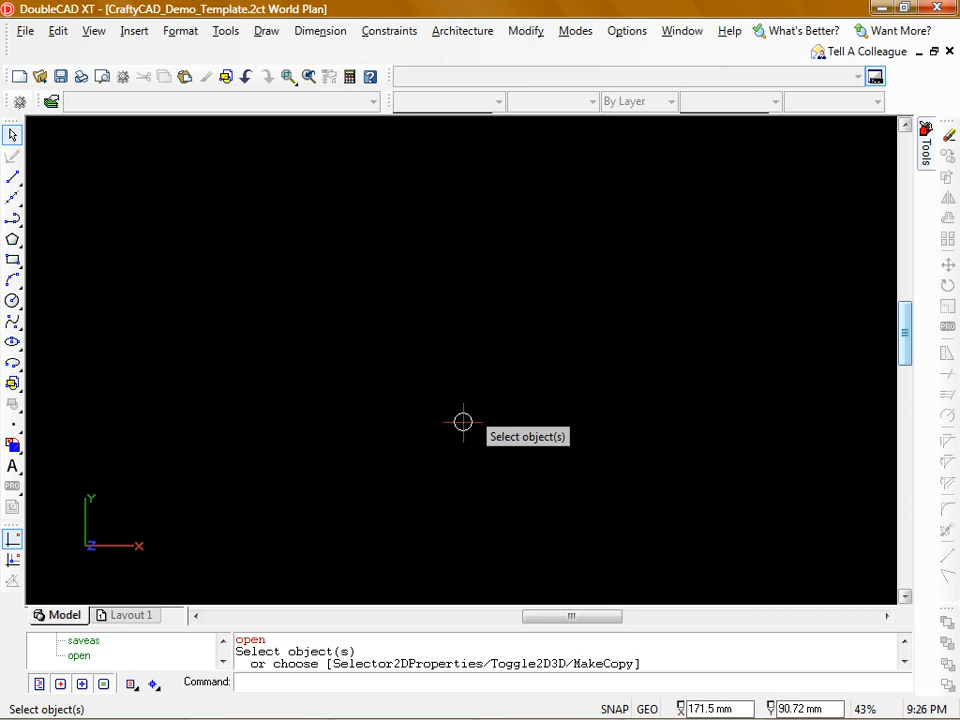 DoubleCAD XT - [CraftyCAD_Demo_Template.2ct World Plan]
File Edit View Insert Format Tools Draw Dimension Constraints Architecture Modify Modes Options Window Help What's Better? Want More?
Tell A Colleague
By Layer
Tools
Select object(s)
PRO
PRO
Y
Z X
Model Layout 1
saveas
open
open
Select object(s)
or choose [Selector2DProperties/Toggle2D3D/MakeCopy]
Command:
Select object(s) SNAP GEO X 171.5 mm Y 90.72 mm 43% 9:26 PM